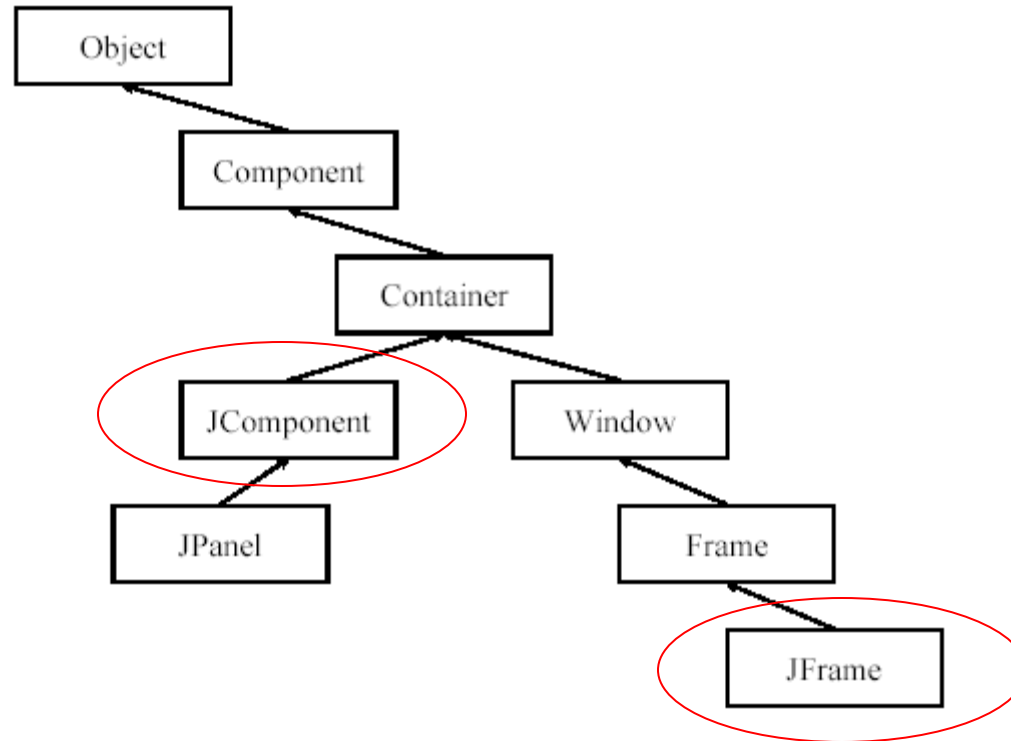 Object
Component
Container
JComponent
Window
JPanel
Frame
JFrame